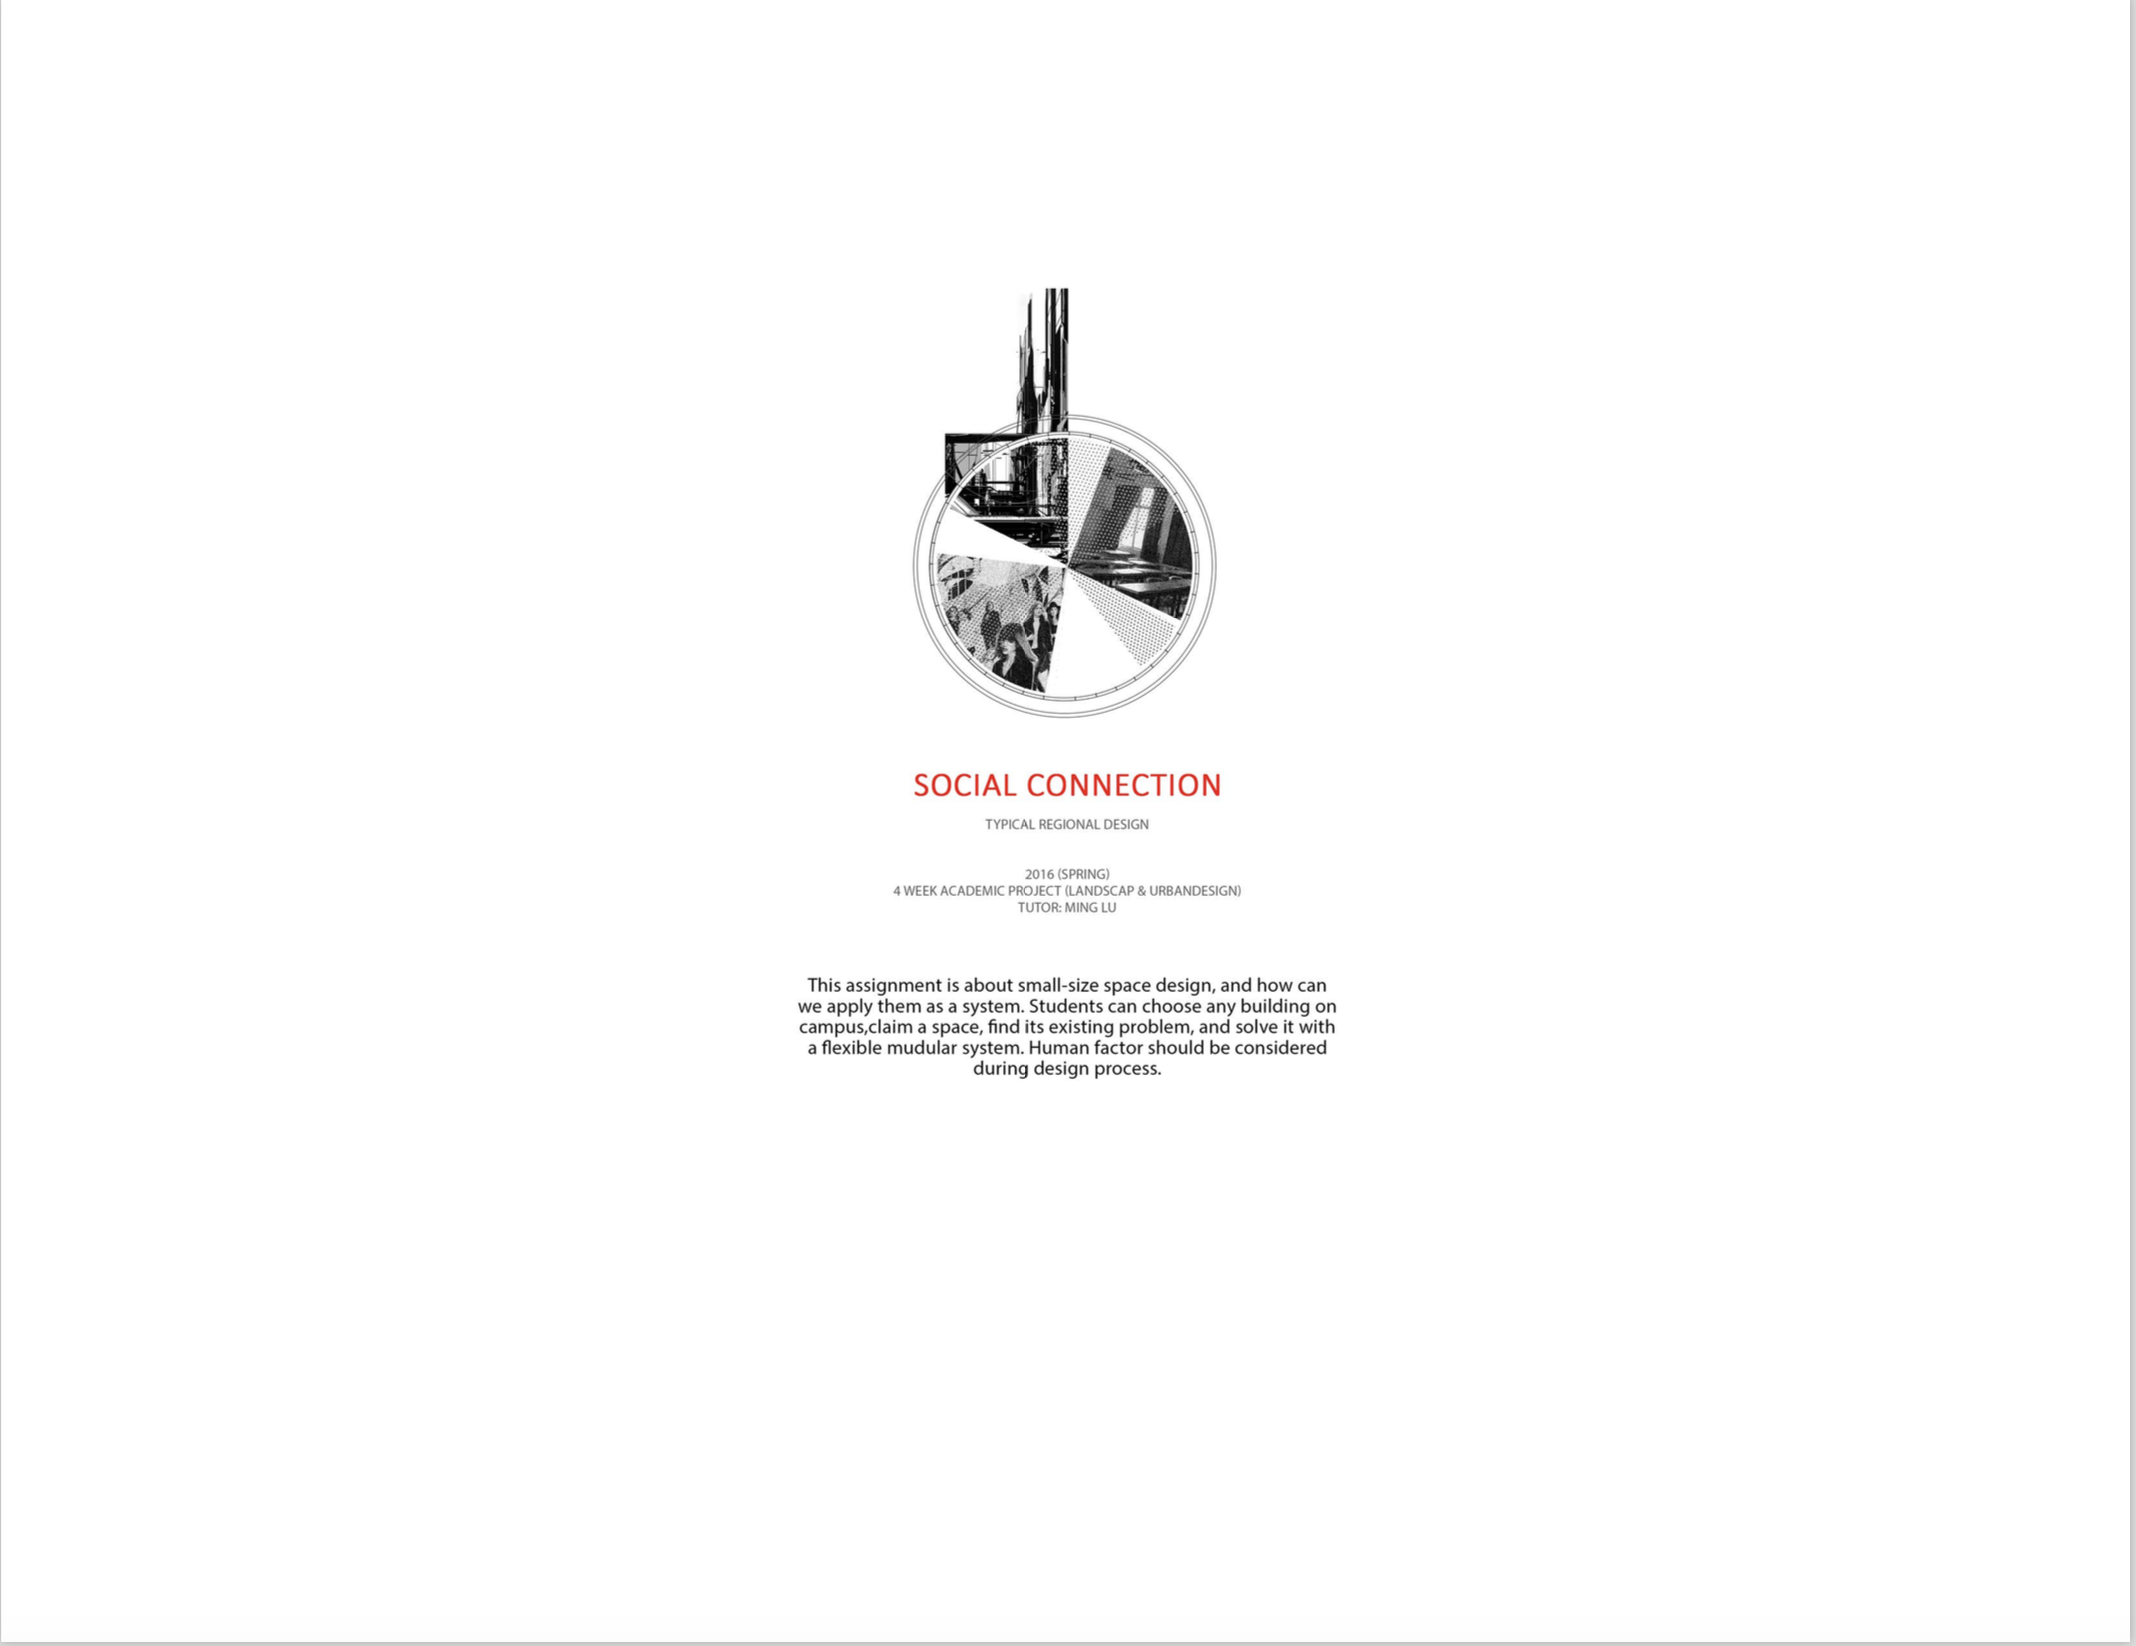 SOCIAL CONNECTION
TYPICAL REGIONAL DESIGN
2016 (SPRING)
4 WEEK ACADEMIC PROJECT (LANDSCAP & URBANDESIGN)
TUTOR: MING LU
This assignment is about small-size space design, and how can
we apply them as a system. Students can choose any building on
campus,claim a space, find its existing problem, and solve it with
a flexible mudular system. Human factor should be considered
during design process.